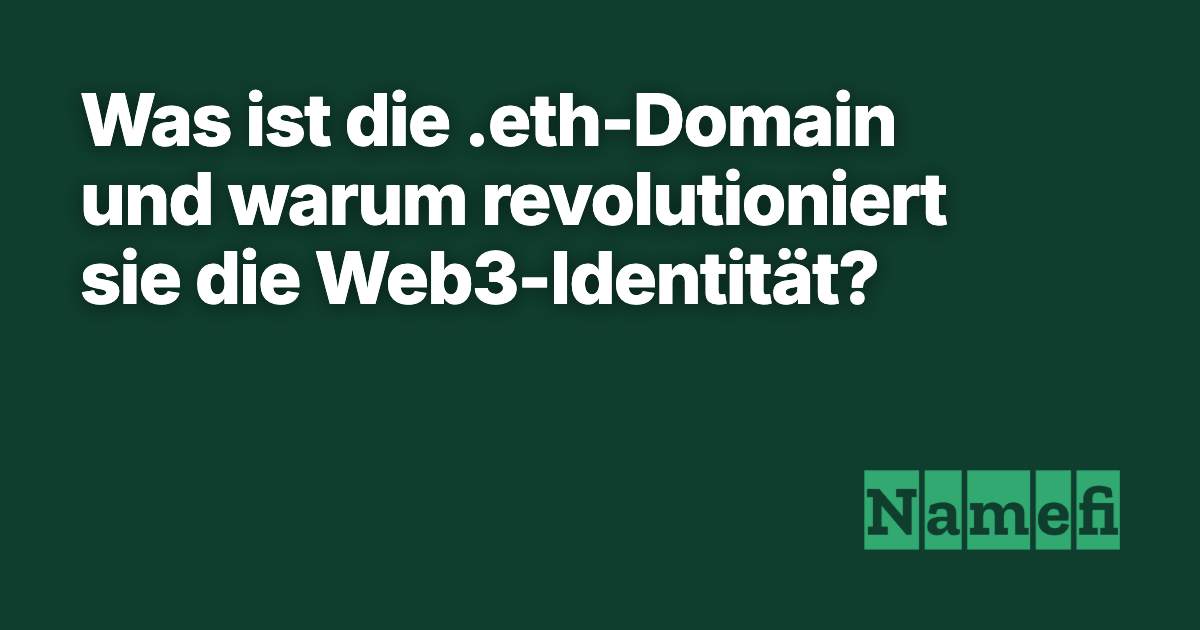 Was ist die .eth-Domain
und warum revolutioniert
sie die Web3-Identität?
Namefi